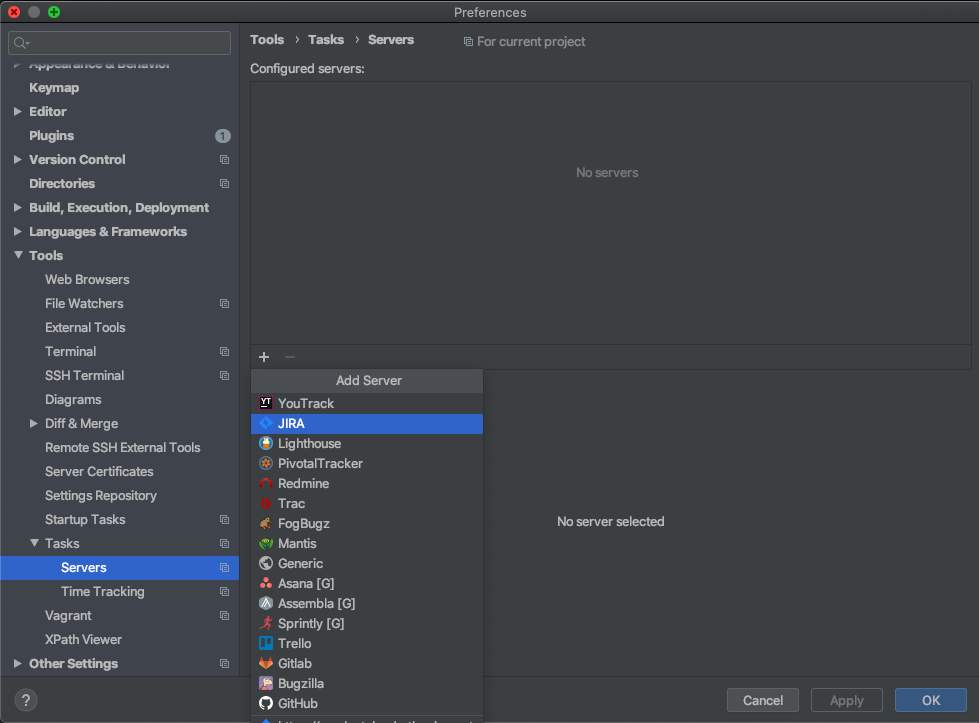 Preferences
Tools › Tasks › Servers For current project
Configured servers:
Appearance & Behavior
Keymap
Editor
Plugins 1
Version Control
Directories
Build, Execution, Deployment
Languages & Frameworks
Tools
Web Browsers
File Watchers
External Tools
Terminal
SSH Terminal
Diagrams
Diff & Merge
Remote SSH External Tools
Server Certificates
Settings Repository
Startup Tasks
Tasks
Servers
Time Tracking
Vagrant
XPath Viewer
Other Settings
No servers
Add Server
YT YouTrack
JIRA
Lighthouse
PivotalTracker
Redmine
Trac
FogBugz
Mantis
Generic
Asana [G]
Assembla [G]
Sprintly [G]
Trello
Gitlab
Bugzilla
GitHub
No server selected
?
Cancel
Apply
OK